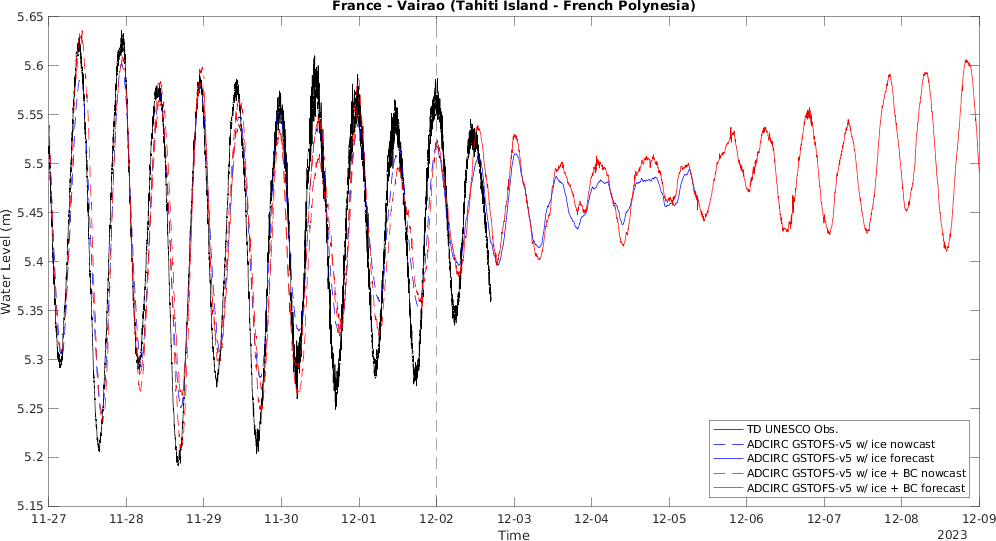 France - Vairao (Tahiti Island - French Polynesia)
5.65
5.6
5.55
5.5
5.45
5.4
5.35
5.3
5.25
5.2
5.15
Water Level (m)
TD UNESCO Obs.
ADCIRC GSTOFS-v5 w/ ice nowcast
ADCIRC GSTOFS-v5 w/ ice forecast
ADCIRC GSTOFS-v5 w/ ice + BC nowcast
ADCIRC GSTOFS-v5 w/ ice + BC forecast
11-27 11-28 11-29 11-30 12-01 12-02 12-03 12-04 12-05 12-06 12-07 12-08 12-09
Time
2023